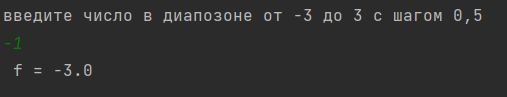 введите число в диапозоне от -3 до 3 с шагом 0,5
-1
f = -3.0